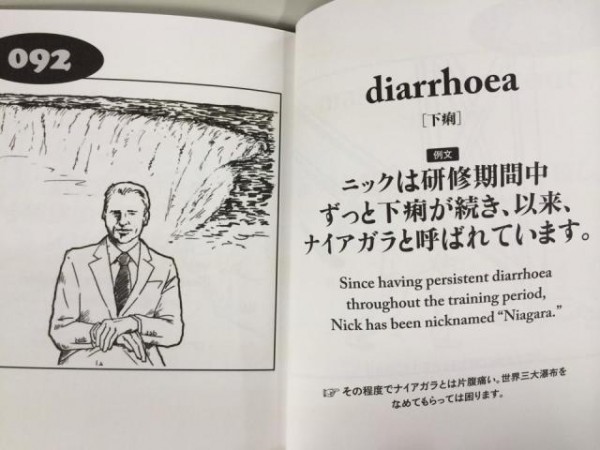 092
diarrhoea
[下痢]
例文
ニックは研修期間中
ずっと下痢が続き、以来、
ナイアガラと呼ばれています。
Since having persistent diarrhoea
throughout the training period,
Nick has been nicknamed “Niagara.”
☞ その程度でナイアガラとは片腹痛い。世界三大瀑布を
なめてもらっては困ります。